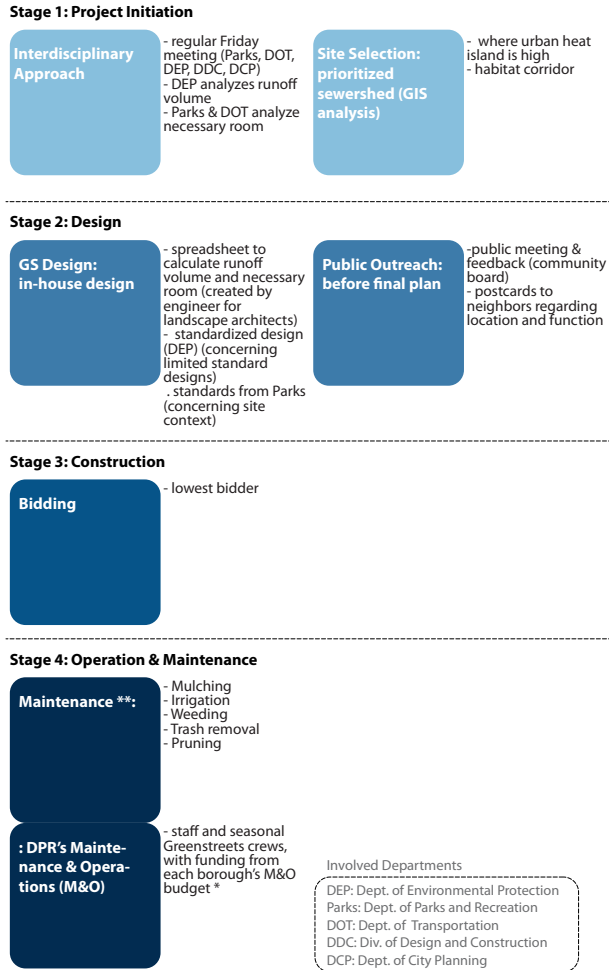 Stage 1: Project Initiation
Interdisciplinary
Approach
- regular Friday
meeting (Parks, DOT,
DEP, DDC, DCP)
- DEP analyzes runoff
volume
- Parks & DOT analyze
necessary room
Site Selection:
prioritized
sewershed (GIS
analysis)
- where urban heat
island is high
- habitat corridor
Stage 2: Design
GS Design:
in-house design
- spreadsheet to
calculate runoff
volume and necessary
room (created by
engineer for
landscape architects)
- standardized design
(DEP) (concerning
limited standard
designs)
. standards from Parks
(concerning site
context)
Public Outreach:
before final plan
-public meeting &
feedback (community
board)
- postcards to
neighbors regarding
location and function
Stage 3: Construction
Bidding
- lowest bidder
Stage 4: Operation & Maintenance
Maintenance **:
- Mulching
- Irrigation
- Weeding
- Trash removal
- Pruning
: DPR's Mainte-
nance & Opera-
tions (M&O)
- staff and seasonal
Greenstreets crews,
with funding from
each borough's M&O
budget *
Involved Departments
DEP: Dept. of Environmental Protection
Parks: Dept. of Parks and Recreation
DOT: Dept. of Transportation
DDC: Div. of Design and Construction
DCP: Dept. of City Planning